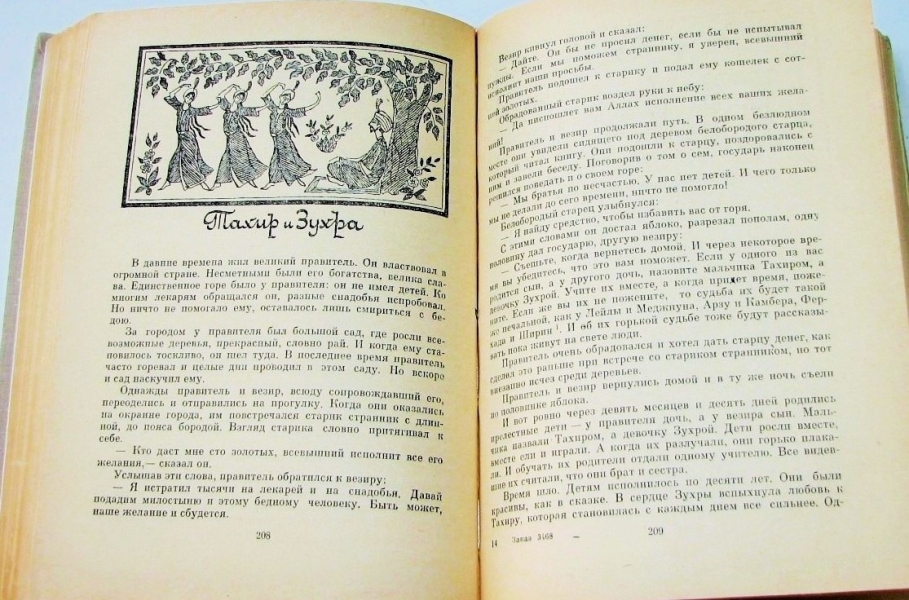 Тахир и Зухра
В давние времена жил великий правитель. Он властвовал в
огромной стране. Несметными были его богатства, велика сла-
ва. Единственное горе было у правителя: он не имел детей. Ко
многим лекарям обращался он, разные снадобья испробовал.
Но ничто не помогало ему, оставалось лишь смириться с бе-
дою.
За городом у правителя был большой сад, где росли все-
возможные деревья, прекрасный, словно рай. И когда ему ста-
новилось тоскливо, он шел туда. В последнее время правитель
часто горевал и целые дни проводил в этом саду. Но вскоре
и сад наскучил ему.
Однажды правитель и везир, всюду сопровождавший его,
переоделись и отправились на прогулку. Когда они оказались
на окраине города, им повстречался старик странник с длин-
ной, до пояса бородой. Взгляд старика словно притягивал к
себе.
— Кто даст мне сто золотых, всевышний исполнит все его
желания,— сказал он.
Услышав эти слова, правитель обратился к везиру:
— Я истратил тысячи на лекарей и на снадобья. Давай
подадим милостыню и этому бедному человеку. Быть может,
наше желание и сбудется.
208
Везир кивнул головой и сказал:
— Дайте. Он бы не просил денег, если бы не испытывал
нужды. Если мы поможем страннику, я уверен, всевышний
исполнит наши просьбы.
Правитель подошел к старику и подал ему кошелек с сот-
ней золотых.
Обрадованный старик воздел руки к небу:
— Да ниспошлет вам Аллах исполнение всех ваших жела-
ний!
Правитель и везир продолжали путь. В одном безлюдном
месте они увидели сидящего под деревом белобородого старца,
который читал книгу. Они подошли к старцу, поздоровались с
ним и завели беседу. Поговорив о том о сем, государь наконец
решился поведать о своем горе:
— Мы братья по несчастью. У нас нет детей. И чего только
мы не делали до сего времени, ничто не помогло!
Белобородый старец улыбнулся:
— Я найду средство, чтобы избавить вас от горя.
С этими словами он достал яблоко, разрезал пополам, одну
половину дал государю, другую везиру:
— Съешьте, когда вернетесь домой. И через некоторое вре-
мя вы убедитесь, что это вам поможет. Если у одного из вас
родится сын, а у другого дочь, назовите мальчика Тахиром, а
девочку Зухрой. Учите их вместе, а когда придет время, поже-
ните. Если же вы их не пожените, то судьба их будет такой
же печальной, как у Лейлы и Меджнуна, Арзу и Камбера, Фер-
хада и Ширин ¹. И об их горькой судьбе тоже будут рассказы-
вать пока живут на свете люди.
Правитель очень обрадовался и хотел дать старцу денег, как
сделал это раньше при встрече со стариком странником, но тот
внезапно исчез среди деревьев.
Правитель и везир вернулись домой и в ту же ночь съели
по половинке яблока.
И вот ровно через девять месяцев и десять дней родились
прелестные дети — у правителя дочь, а у везира сын. Маль-
чика назвали Тахиром, а девочку Зухрой. Дети росли вместе,
вместе ели и играли. А когда их разлучали, они горько плака-
ли. И обучать их родители отдали одному учителю. Все видев-
шие их считали, что они брат и сестра.
Время шло. Детям исполнилось по десяти лет. Они были
красивы, как в сказке. В сердце Зухры вспыхнула любовь к
Тахиру, которая становилась с каждым днем все сильнее. Од-
14 Заказ 3468
209